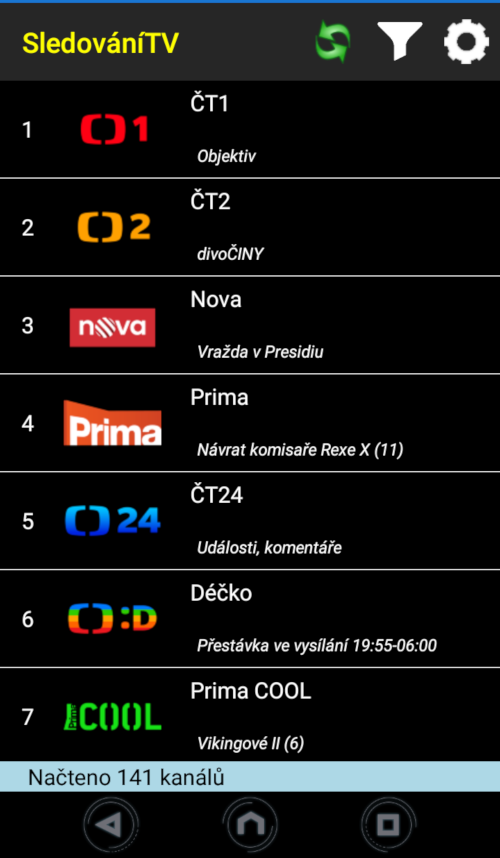 SledováníTV
1
1
ČT1
Objektiv
2
2
ČT2
divoČINY
3
nova
Nova
Vražda v Presidiu
4
Prima
Prima
Návrat komisaře Rexe X (11)
5
24
ČT24
Události, komentáře
6
:D
Déčko
Přestávka ve vysílání 19:55-06:00
7
COOL
Prima COOL
Vikingové II (6)
Načteno 141 kanálů